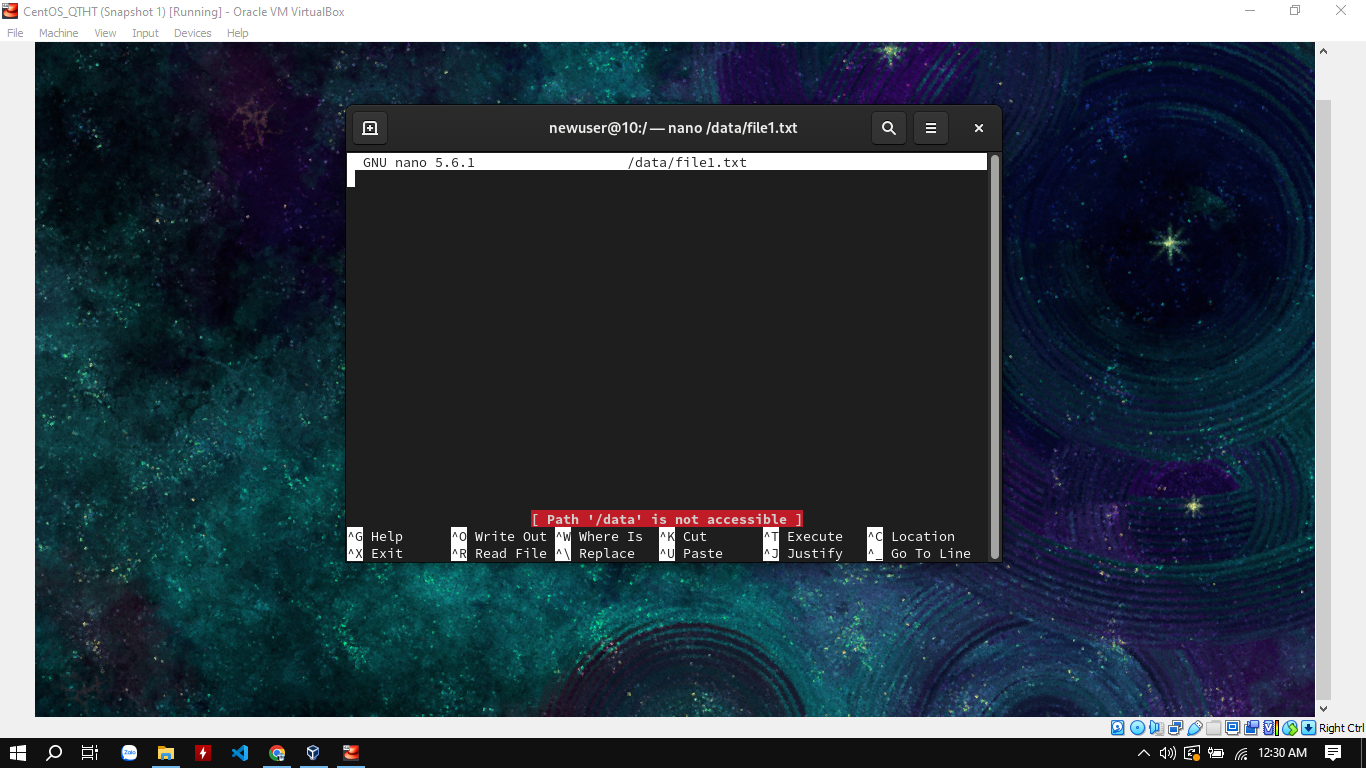 CentOS_QTHT (Snapshot 1) [Running] - Oracle VM VirtualBox
File Machine View Input Devices Help
newuser@10:/ — nano /data/file1.txt
GNU nano 5.6.1 /data/file1.txt
[ Path '/data' is not accessible ]
^G Help ^O Write Out ^W Where Is ^K Cut ^T Execute ^C Location
^X Exit ^R Read File ^\ Replace ^U Paste ^J Justify ^_ Go To Line
Right Ctrl
Zalo
12:30 AM